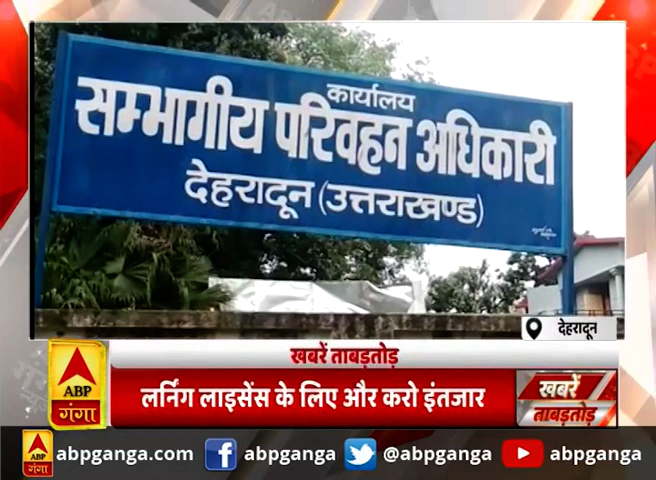 कार्यालय
सम्भागीय परिवहन अधिकारी
देहरादून (उत्तराखण्ड)
देहरादून
खबरें ताबड़तोड़
ABP
गंगा
लर्निंग लाइसेंस के लिए और करो इंतजार
खबरें
ताबड़तोड़
ABP
गंगा
abpganga.com
abpganga
@abpganga
abpganga